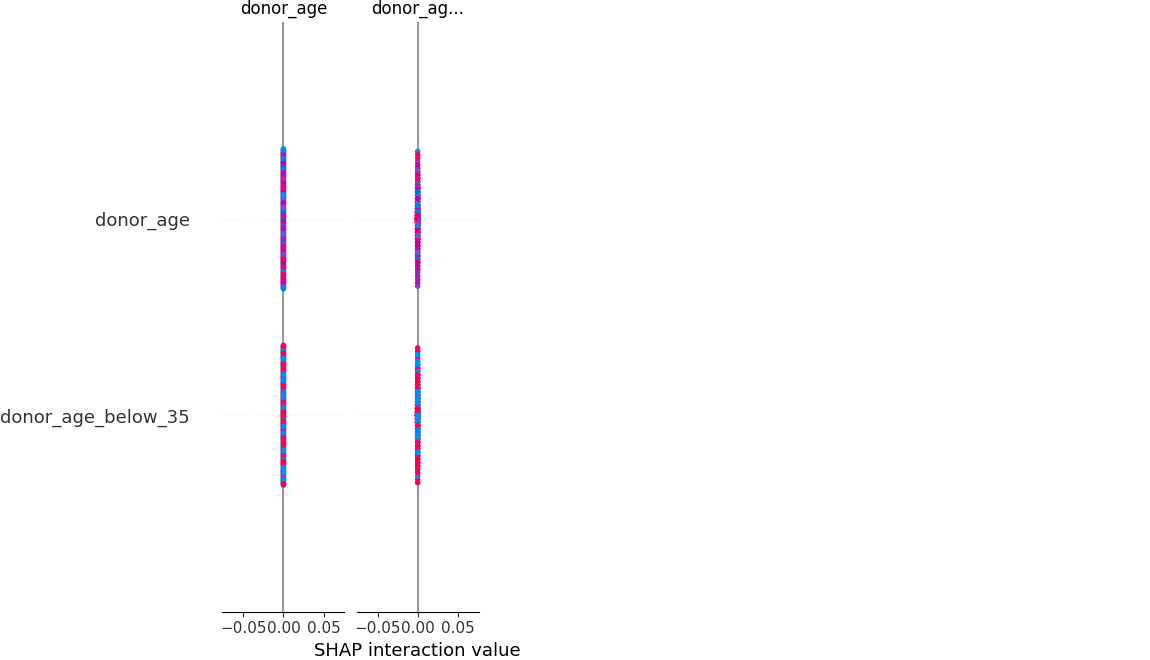 donor_age donor_ag...
donor_age
donor_age_below_35
−0.05 0.00 0.05 −0.05 0.00 0.05
SHAP interaction value